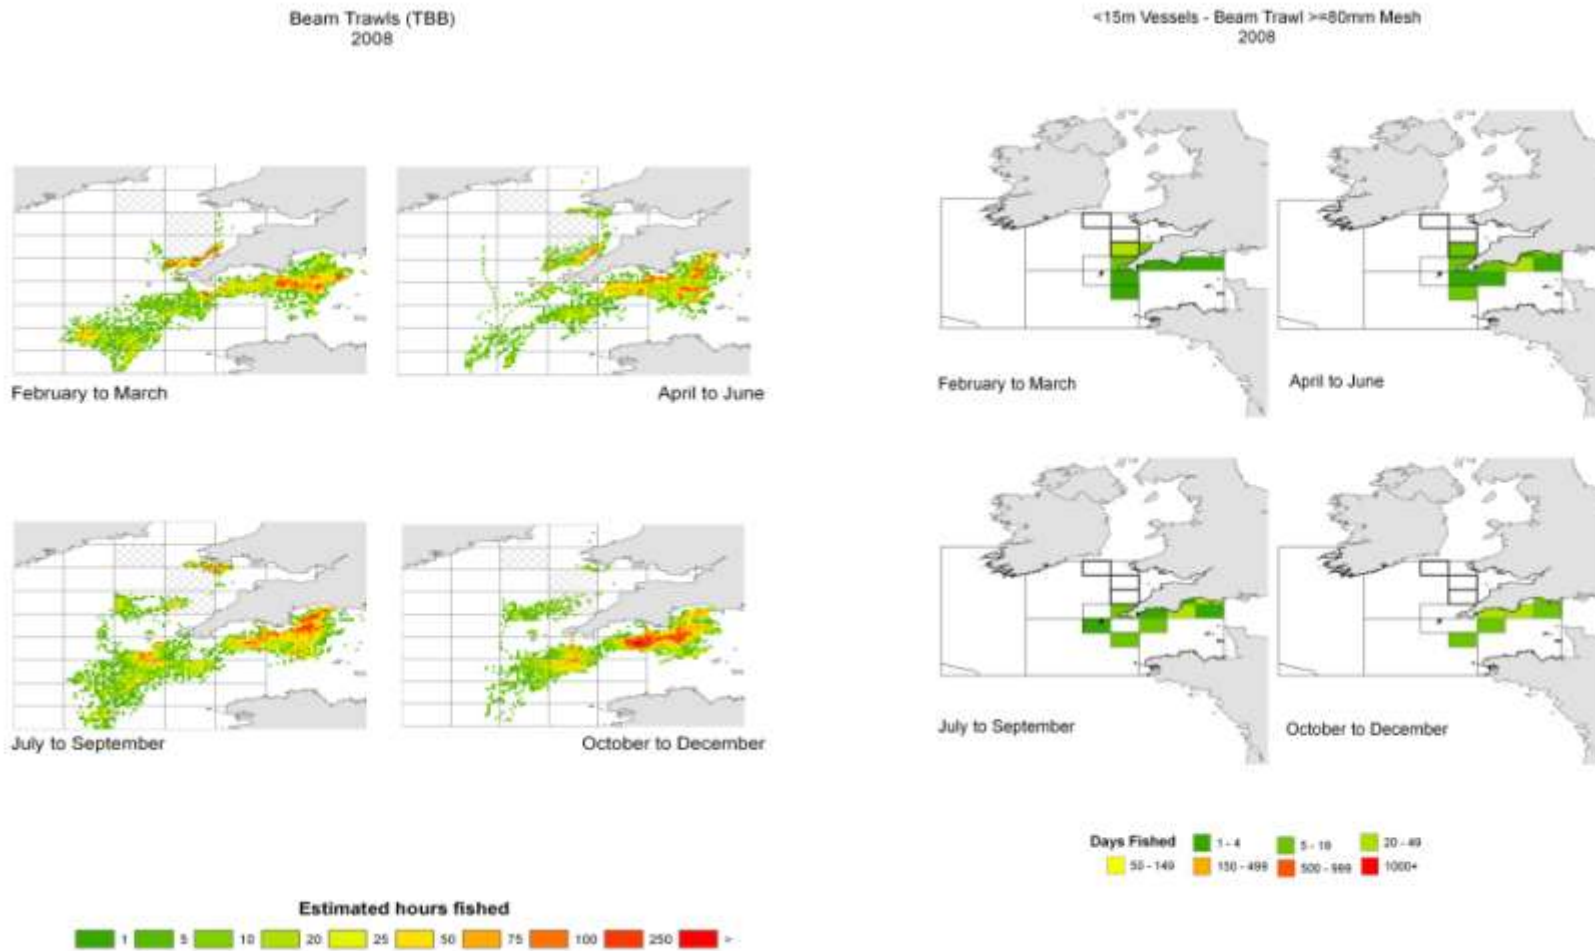 Beam Trawls (TBB)
2008
February to March
April to June
July to September
October to December
Estimated hours fished
1 5 10 20 25 50 75 100 250 >
<15m Vessels - Beam Trawl >=80mm Mesh
2008
February to March
April to June
July to September
October to December
Days Fished 1 - 4 5 - 19 20 - 49
50 - 149 150 - 499 500 - 999 1000+